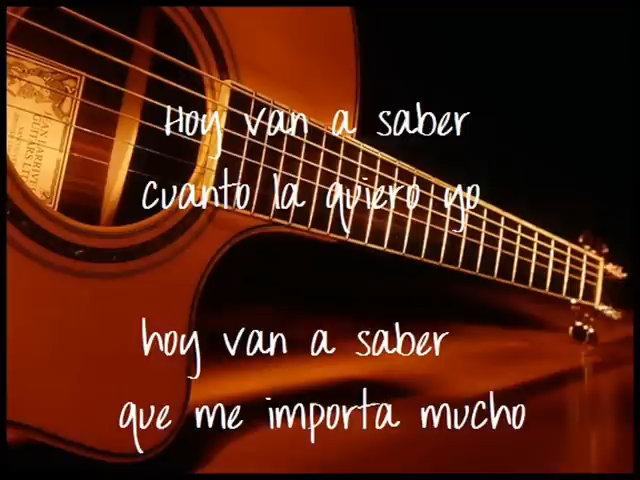 Hoy van a saber
cuanto la quiero yo
hoy van a saber
que me importa mucho